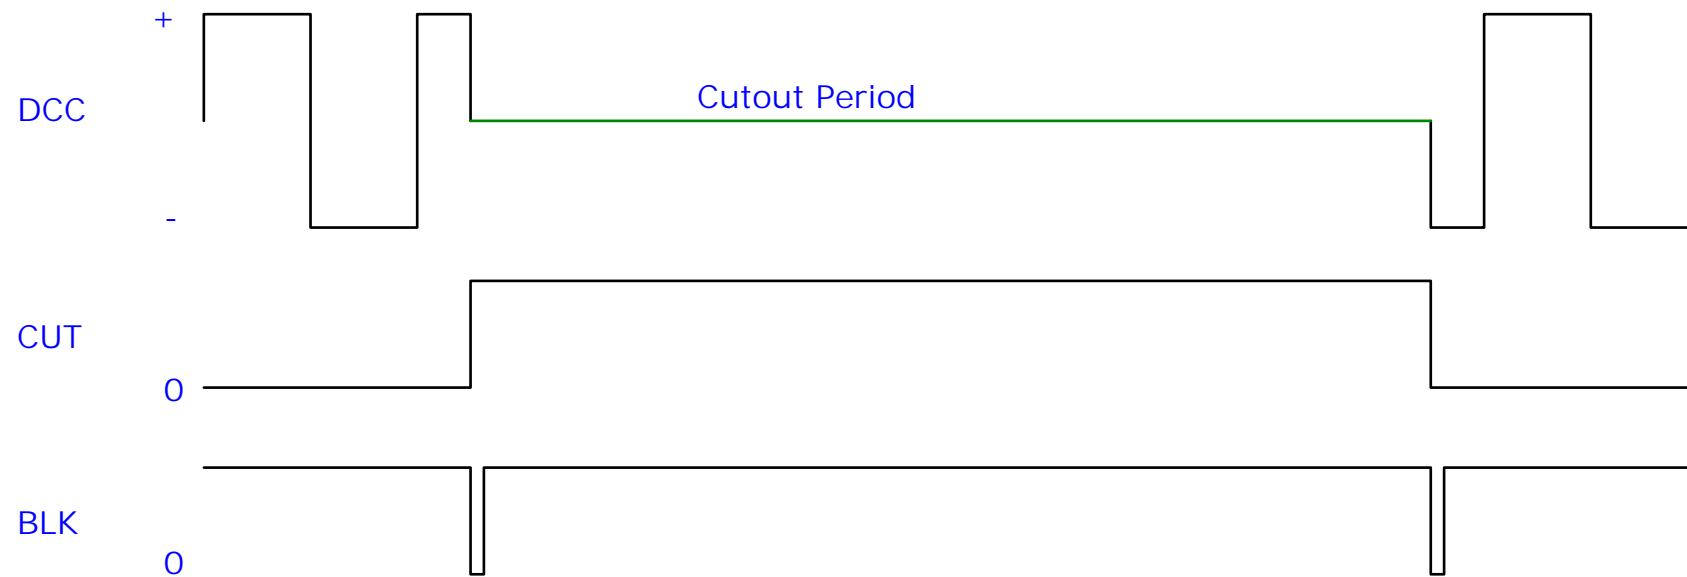 +
DCC
Cutout Period
-
CUT
0
BLK
0